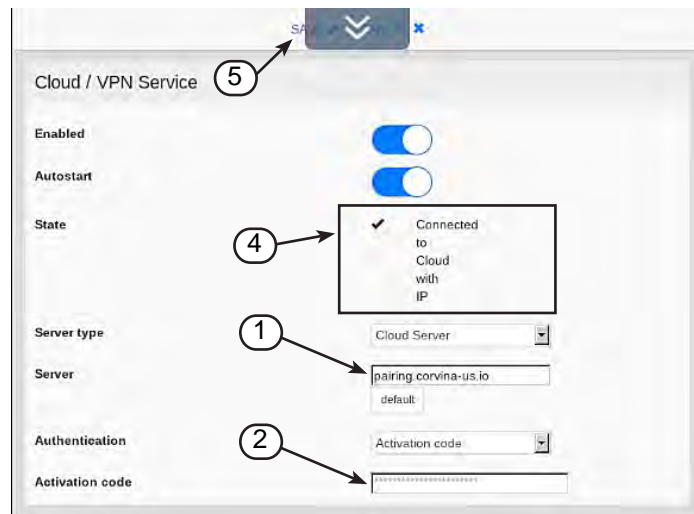 SA
5
Cloud / VPN Service
Enabled
Autostart
State
4
✔ Connected
to
Cloud
with
IP
Server type
1
Cloud Server
Server
pairing.corvina-us.io
default
Authentication
2
Activation code
Activation code
***********************